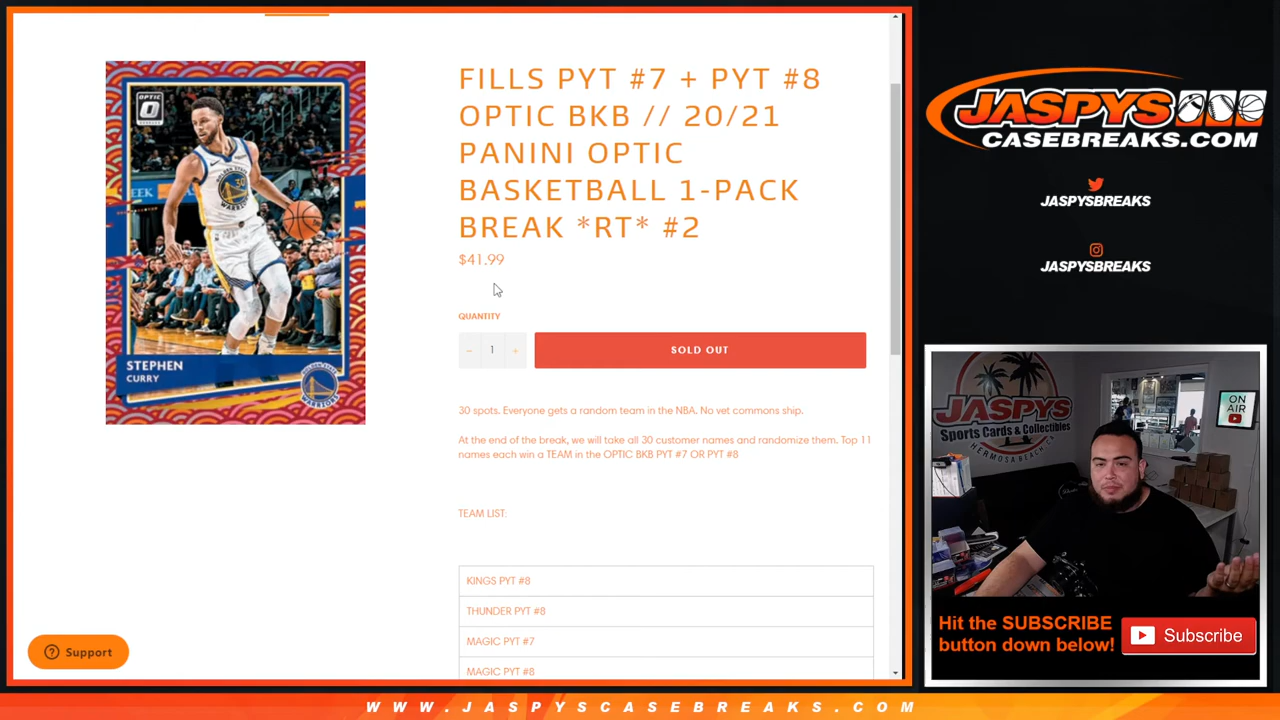 FILLS PYT #7 + PYT #8
OPTIC BKB // 20/21
PANINI OPTIC
BASKETBALL 1-PACK
BREAK *RT* #2
$41.99
QUANTITY
− 1 +
SOLD OUT
30 spots. Everyone gets a random team in the NBA. No vet commons ship.
At the end of the break, we will take all 30 customer names and randomize them. Top 11
names each win a TEAM in the OPTIC BKB PYT #7 OR PYT #8
TEAM LIST:
KINGS PYT #8
THUNDER PYT #8
MAGIC PYT #7
MAGIC PYT #8
OPTIC
30
STEPHEN
CURRY
WARRIORS
Support
JASPYS
CASEBREAKS.COM
JASPYSBREAKS
JASPYSBREAKS
JASPYS
Sports Cards & Collectibles
HERMOSA BEACH, CA
ON
AIR
Hit the SUBSCRIBE
button down below!
Subscribe
WWW.JASPYSCASEBREAKS.COM